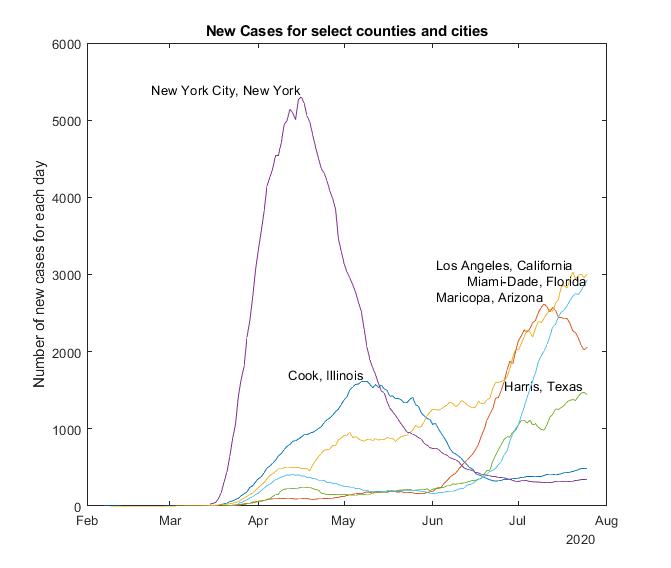 New Cases for select counties and cities
6000
5000
4000
3000
2000
1000
0
Number of new cases for each day
New York City, New York
Los Angeles, California
Miami-Dade, Florida
Maricopa, Arizona
Cook, Illinois
Harris, Texas
Feb Mar Apr May Jun Jul Aug
2020